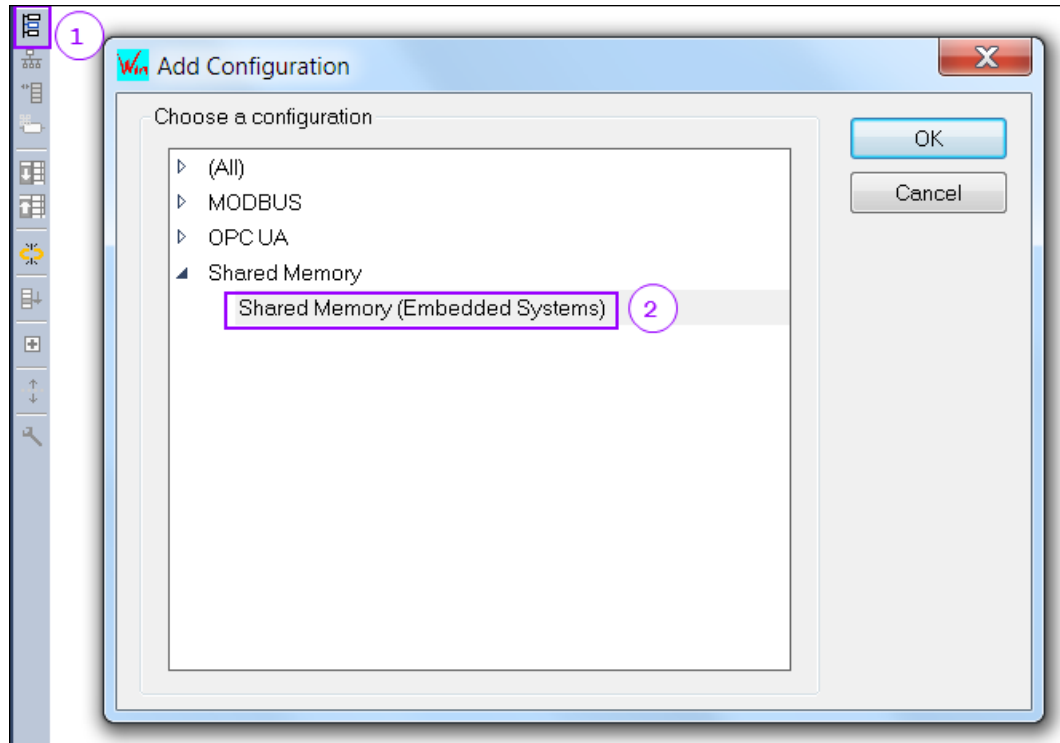 1
Win Add Configuration
X
Choose a configuration
OK
(All)
Cancel
MODBUS
OPC UA
Shared Memory
Shared Memory (Embedded Systems)
2